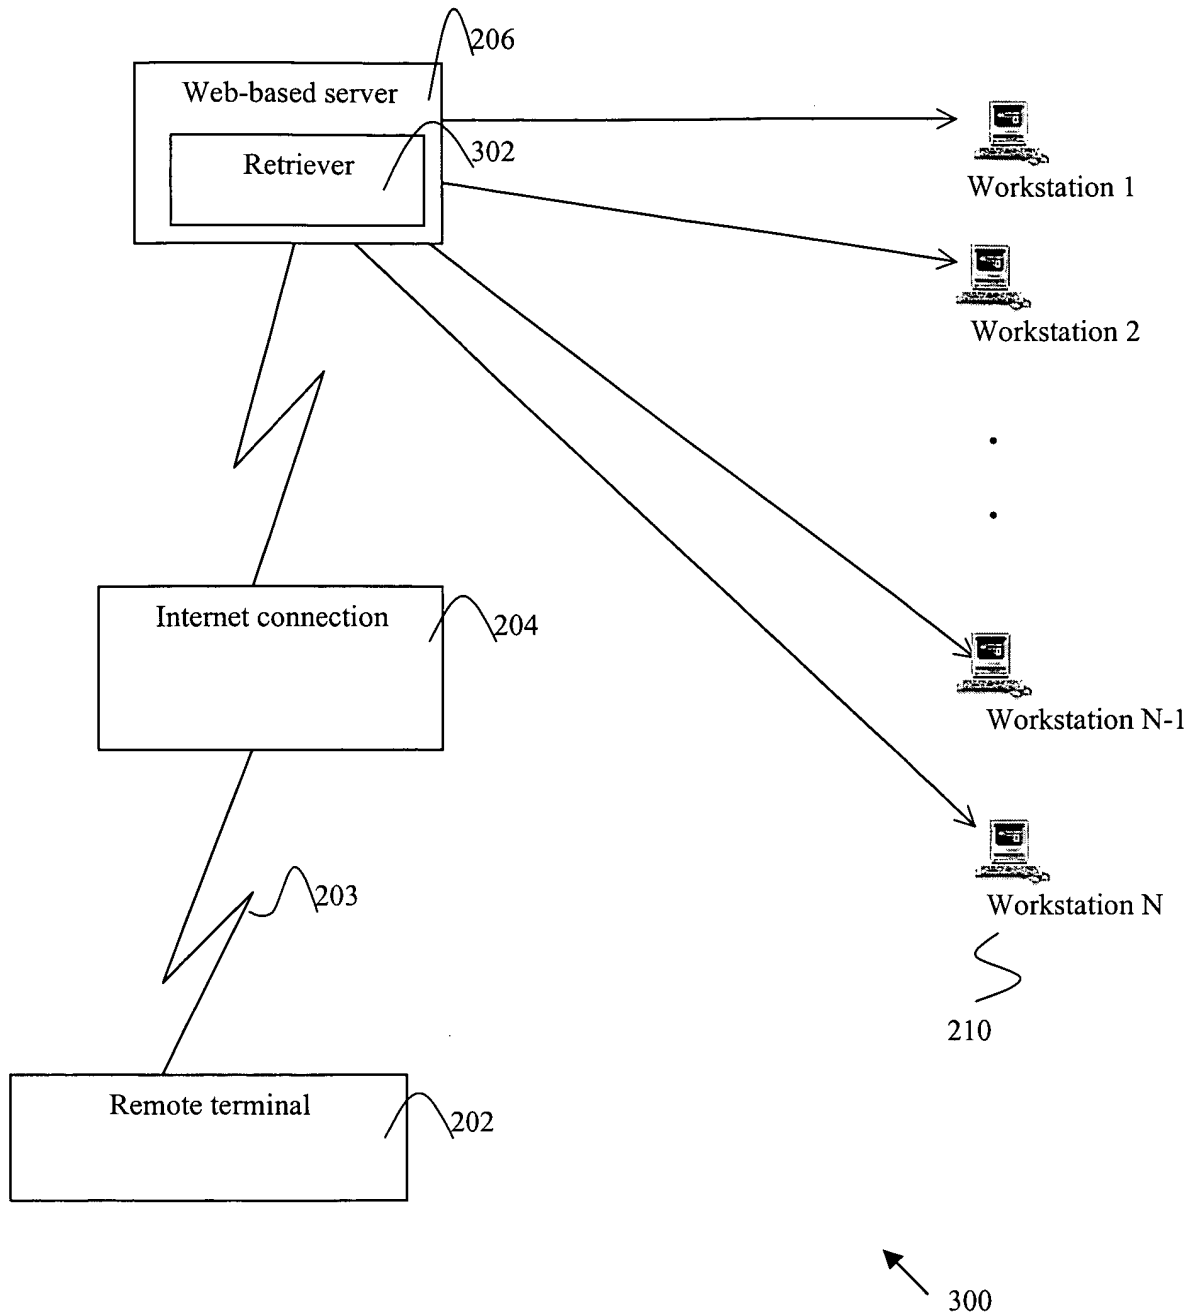 206
Web-based server
302
Retriever
Workstation 1
Workstation 2
Internet connection
204
Workstation N-1
203
Workstation N
210
Remote terminal
202
300